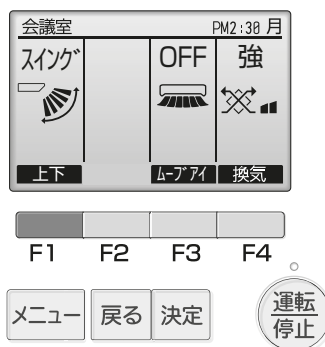 会議室 PM2:30 月
スイング OFF 強
上下 ムーブアイ 換気
F1 F2 F3 F4
メニュー 戻る 決定 運転
停止